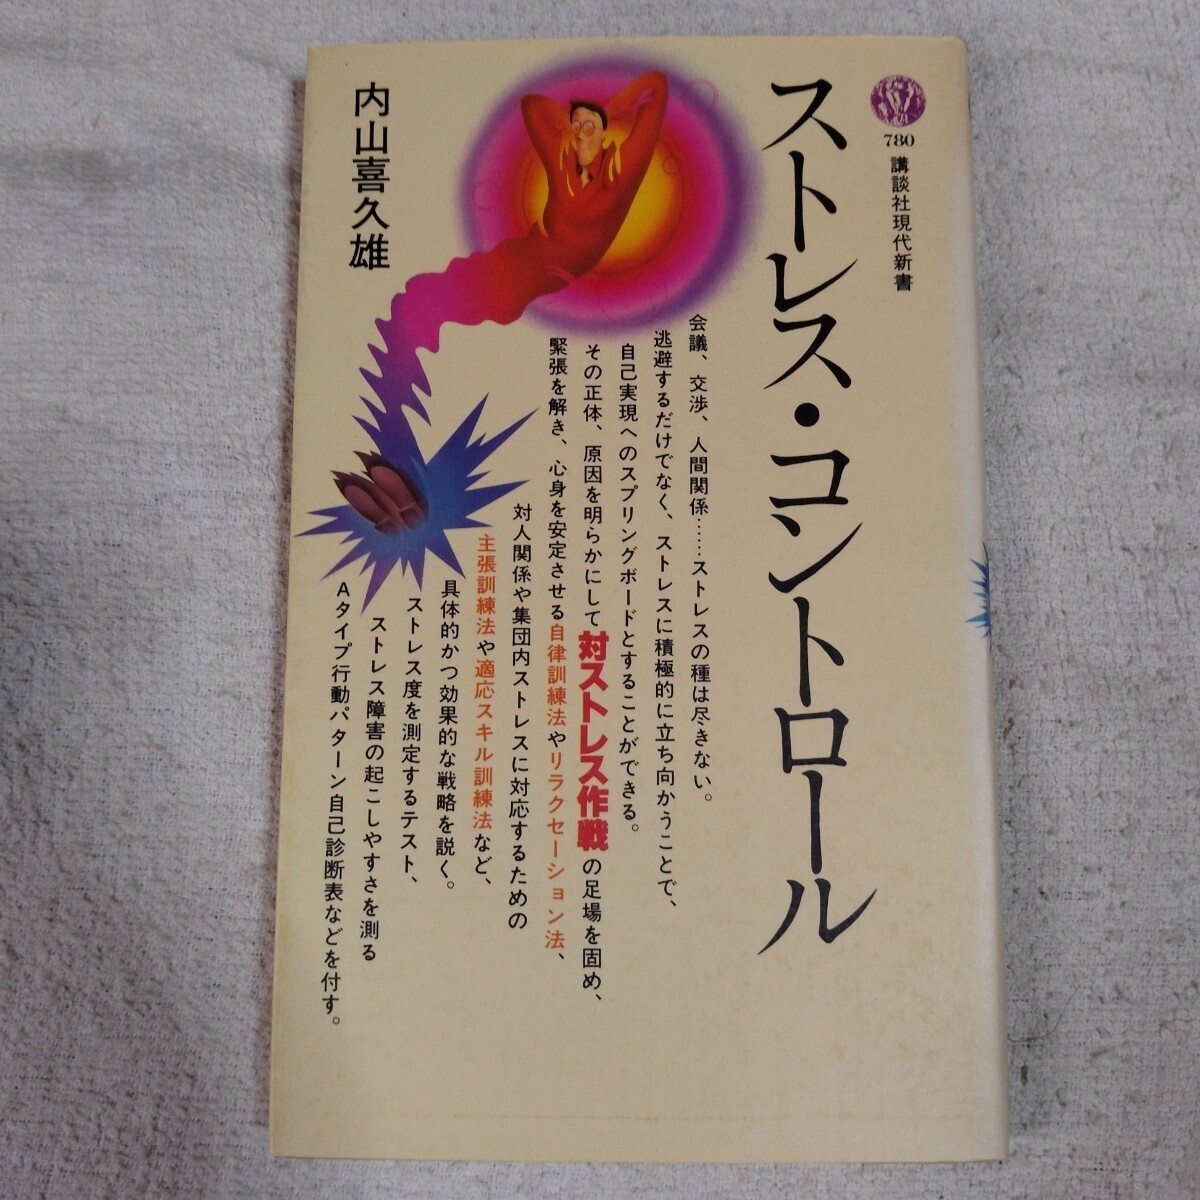 780
講談社現代新書
ストレス・コントロール
内山喜久雄
会議、交渉、人間関係……ストレスの種は尽きない。
逃避するだけでなく、ストレスに積極的に立ち向かうことで、
自己実現へのスプリングボードとすることができる。
その正体、原因を明らかにして対ストレス作戦の足場を固め、
緊張を解き、心身を安定させる自律訓練法やリラクセーション法、
対人関係や集団内ストレスに対応するための
主張訓練法や適応スキル訓練法など、
具体的かつ効果的な戦略を説く。
ストレス度を測定するテスト、
ストレス障害の起こしやすさを測る
Aタイプ行動パターン自己診断表などを付す。